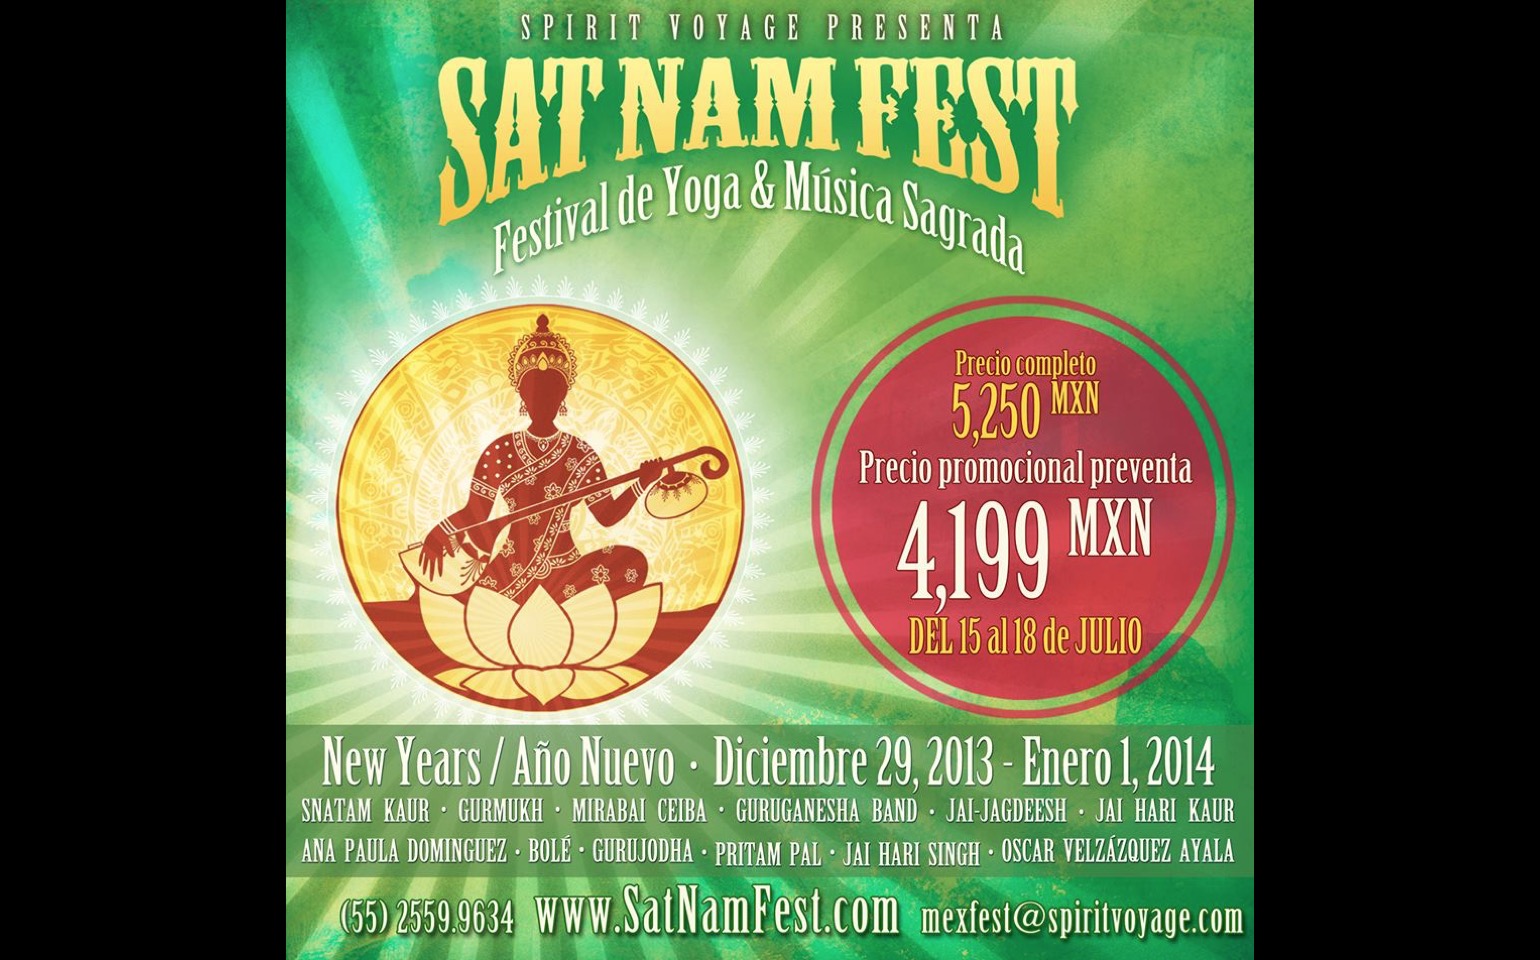 SPIRIT VOYAGE PRESENTA
SAT NAM FEST
Festival de Yoga & Música Sagrada
Precio completo
5,250 MXN
Precio promocional preventa
4,199 MXN
DEL 15 al 18 de JULIO
New Years / Año Nuevo · Diciembre 29, 2013 - Enero 1, 2014
SNATAM KAUR · GURMUKH · MIRABAI CEIBA · GURUGANESHA BAND · JAI-JAGDEESH · JAI HARI KAUR
ANA PAULA DOMINGUEZ · BOLÉ · GURUJODHA · PRITAM PAL · JAI HARI SINGH · OSCAR VELZÁZQUEZ AYALA
(55) 2559.9634 www.SatNamFest.com mexfest@spiritvoyage.com